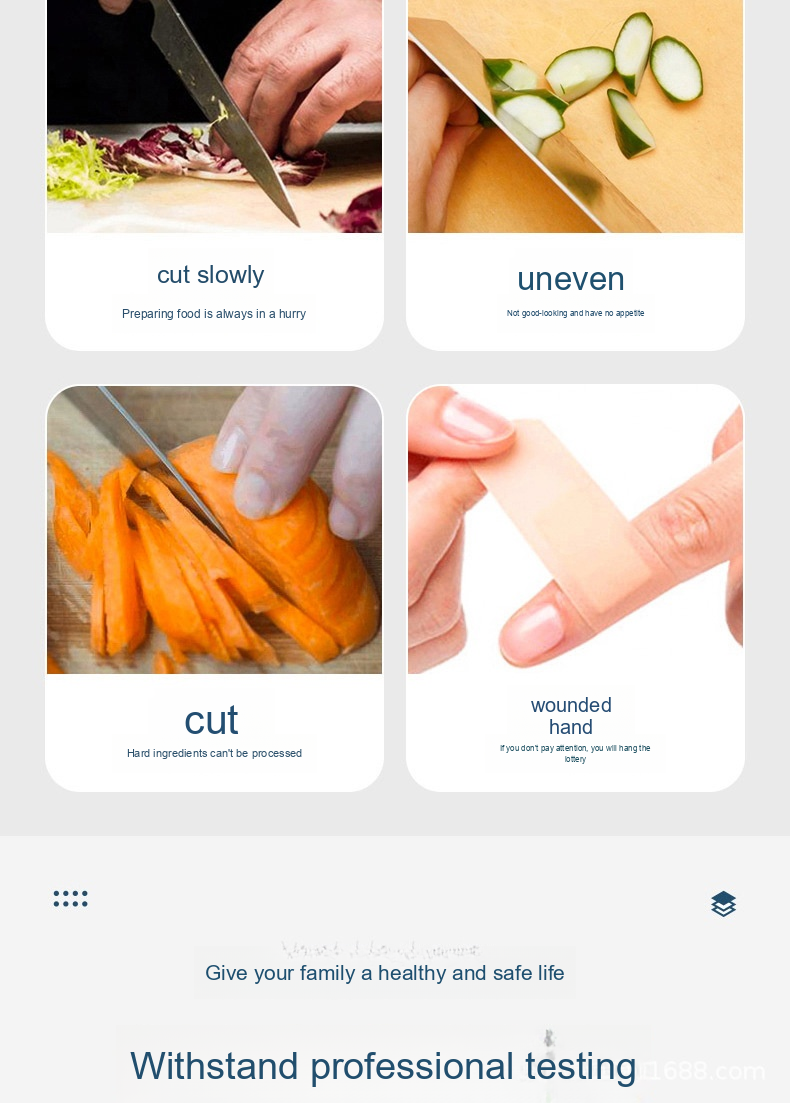 cut slowly
Preparing food is always in a hurry
uneven
Not good-looking and have no appetite
cut
Hard ingredients can't be processed
wounded
hand
If you don't pay attention, you will hang the
lottery
Give your family a healthy and safe life
Withstand professional testing
1688.com